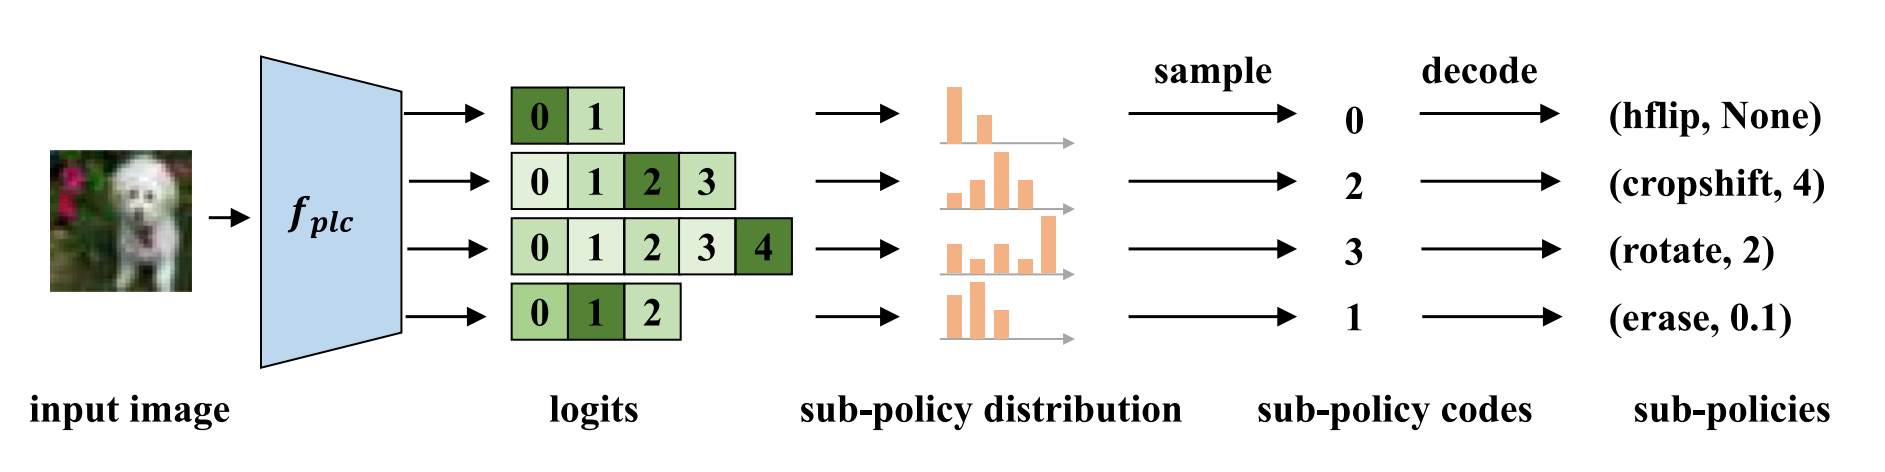 sample decode
0 1 0 (hflip, None)
0 1 2 3 2 (cropshift, 4)
f_plc
0 1 2 3 4 3 (rotate, 2)
0 1 2 1 (erase, 0.1)
input image logits sub-policy distribution sub-policy codes sub-policies